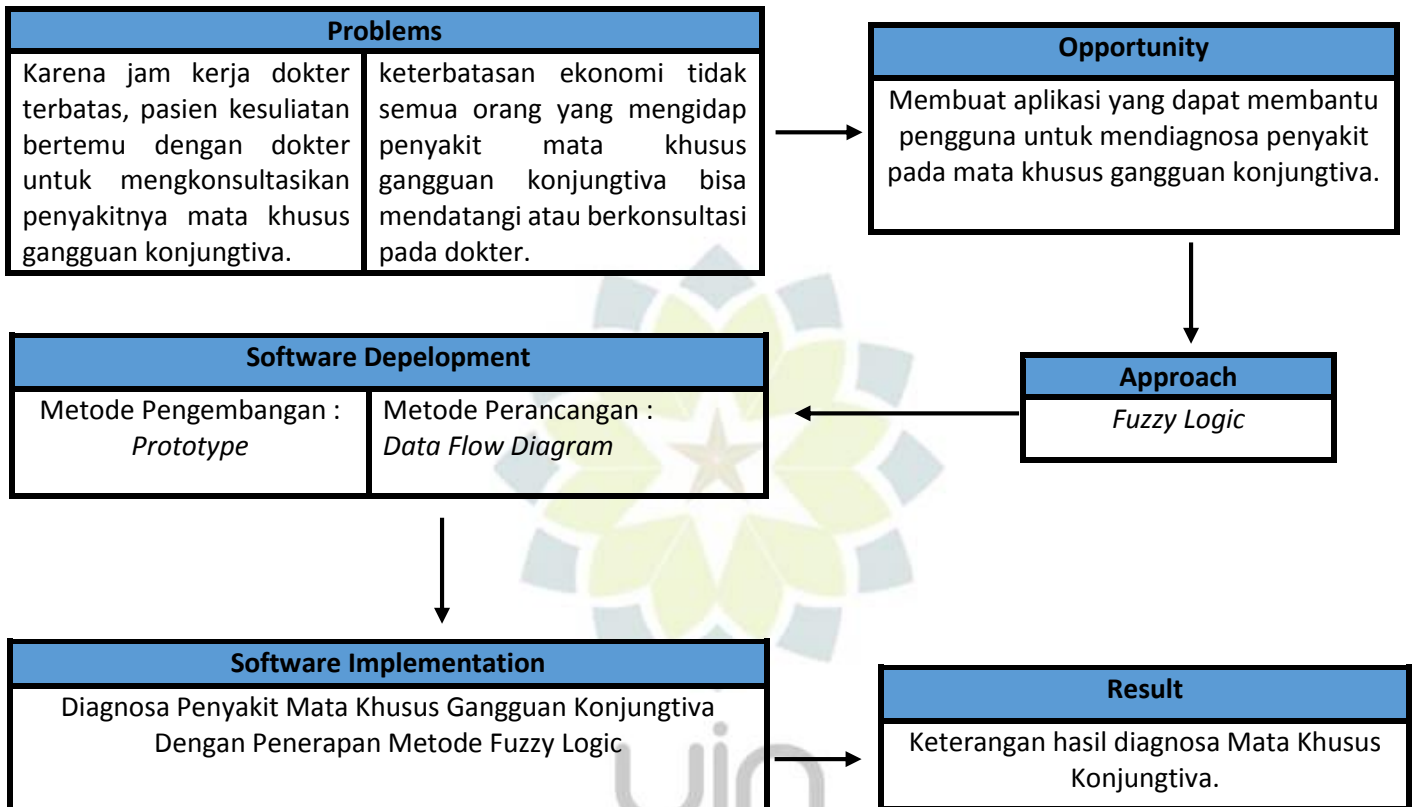 Problems
Karena jam kerja dokter
terbatas, pasien kesuliatan
bertemu dengan dokter
untuk mengkonsultasikan
penyakitnya mata khusus
gangguan konjungtiva.
keterbatasan ekonomi tidak
semua orang yang mengidap
penyakit mata khusus
gangguan konjungtiva bisa
mendatangi atau berkonsultasi
pada dokter.
Opportunity
Membuat aplikasi yang dapat membantu
pengguna untuk mendiagnosa penyakit
pada mata khusus gangguan konjungtiva.
Approach
Fuzzy Logic
Software Depelopment
Metode Pengembangan :
Prototype
Metode Perancangan :
Data Flow Diagram
Software Implementation
Diagnosa Penyakit Mata Khusus Gangguan Konjungtiva
Dengan Penerapan Metode Fuzzy Logic
Result
Keterangan hasil diagnosa Mata Khusus
Konjungtiva.
uin